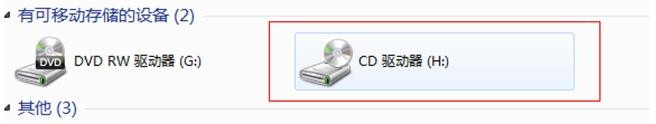 有可移动存储的设备 (2)
DVD RW 驱动器 (G:)
CD 驱动器 (H:)
其他 (3)